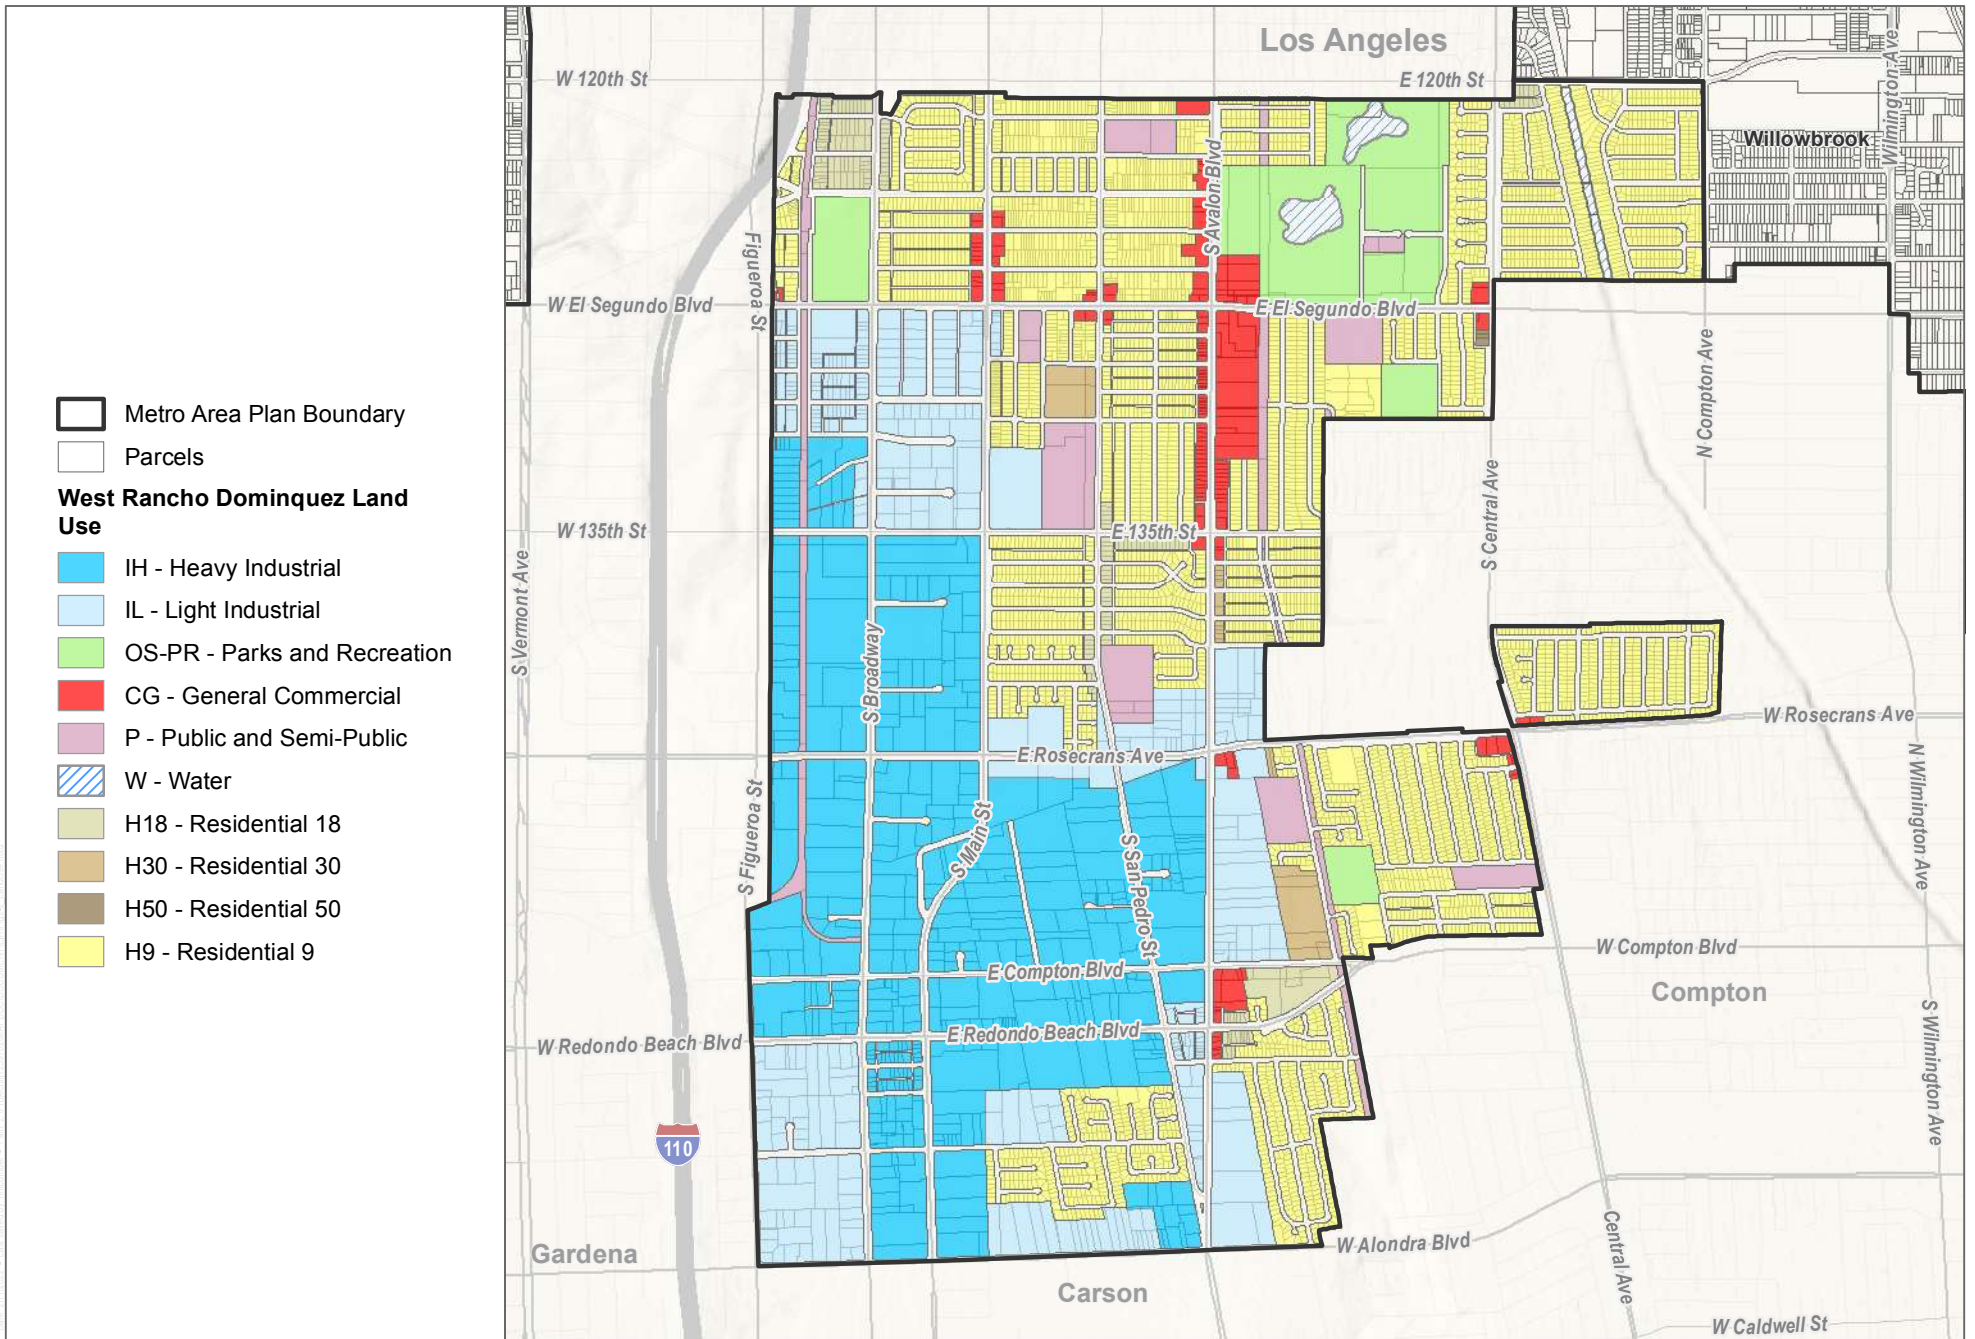 Metro Area Plan Boundary
Parcels
West Rancho Dominquez Land
Use
IH - Heavy Industrial
IL - Light Industrial
OS-PR - Parks and Recreation
CG - General Commercial
P - Public and Semi-Public
W - Water
H18 - Residential 18
H30 - Residential 30
H50 - Residential 50
H9 - Residential 9
Los Angeles
W 120th St
E 120th St
Wilmington Ave
Willowbrook
S Avalon Blvd
Figueroa St
W El Segundo Blvd
E El Segundo Blvd
N Compton Ave
S Central Ave
W 135th St
E 135th St
S Vermont Ave
S Broadway
W Rosecrans Ave
E Rosecrans Ave
N Wilmington Ave
S Figueroa St
S Main St
S San Pedro St
W Compton Blvd
E Compton Blvd
Compton
W Redondo Beach Blvd
E Redondo Beach Blvd
S Wilmington Ave
110
Gardena
W Alondra Blvd
Central Ave
Carson
W Caldwell St